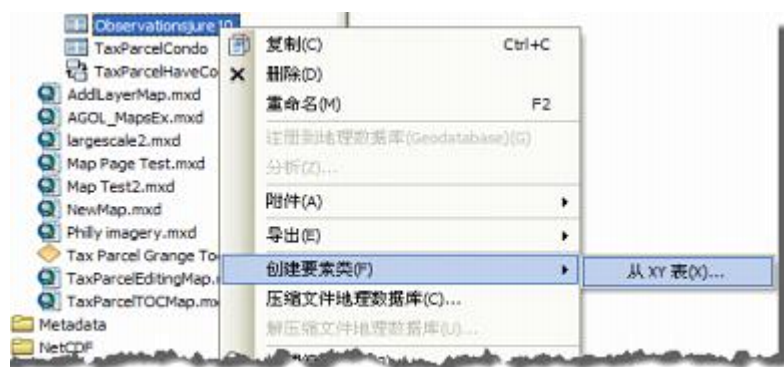 ObservationsJune10
TaxParcelCondo
TaxParcelHaveCo
AddlLayerMap.mxd
AGOL_MapsEx.mxd
largescale2.mxd
Map Page Test.mxd
Map Test2.mxd
NewMap.mxd
Philly imagery.mxd
Tax Parcel Grange To
TaxParcelEditingMap.
TaxParcelTOCMap.mx
Metadata
NetCDF
复制(C) Ctrl+C
删除(D)
重命名(M) F2
注册到地理数据库(Geodatabase)(G)
分析(Z)...
附件(A)
导出(E)
创建要素类(F)
从 XY 表(X)...
压缩文件地理数据库(C)...
解压缩文件地理数据库(U)...